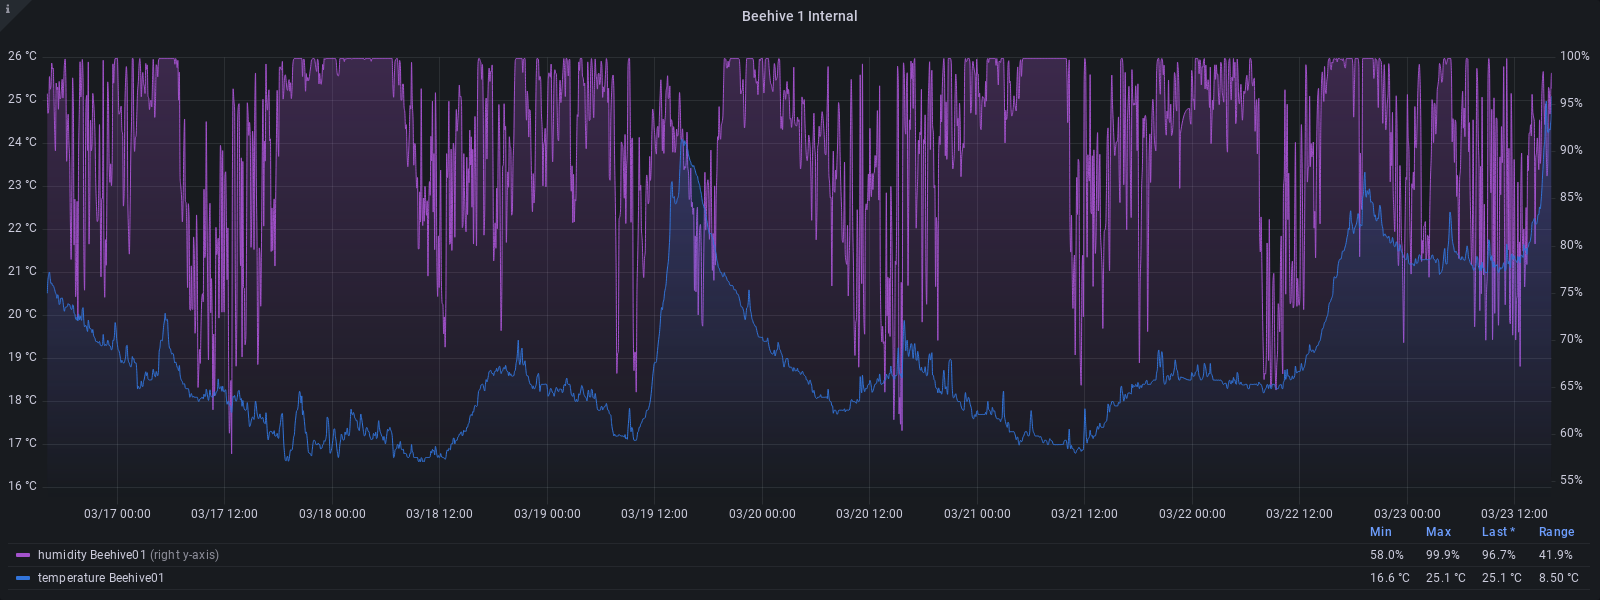 i
Beehive 1 Internal
26 °C
25 °C
24 °C
23 °C
22 °C
21 °C
20 °C
19 °C
18 °C
17 °C
16 °C
100%
95%
90%
85%
80%
75%
70%
65%
60%
55%
03/17 00:00 03/17 12:00 03/18 00:00 03/18 12:00 03/19 00:00 03/19 12:00 03/20 00:00 03/20 12:00 03/21 00:00 03/21 12:00 03/22 00:00 03/22 12:00 03/23 00:00 03/23 12:00
Min Max Last * Range
humidity Beehive01 (right y-axis) 58.0% 99.9% 96.7% 41.9%
temperature Beehive01 16.6 °C 25.1 °C 25.1 °C 8.50 °C